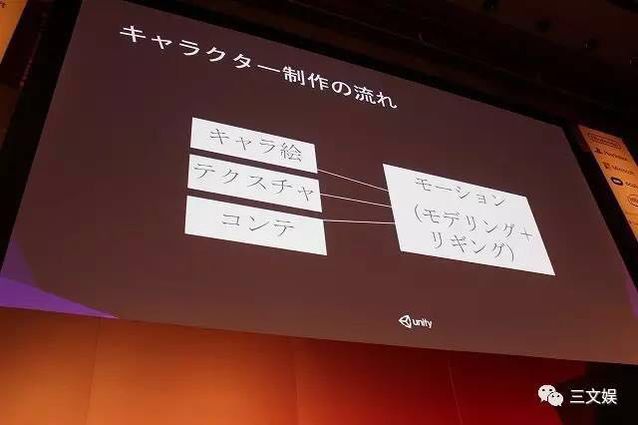 キャラクター制作の流れ
キャラ絵
テクスチャ
コンテ
モーション
(モデリング+
リギング)
unity
Nintendo
Microsoft
三文娱